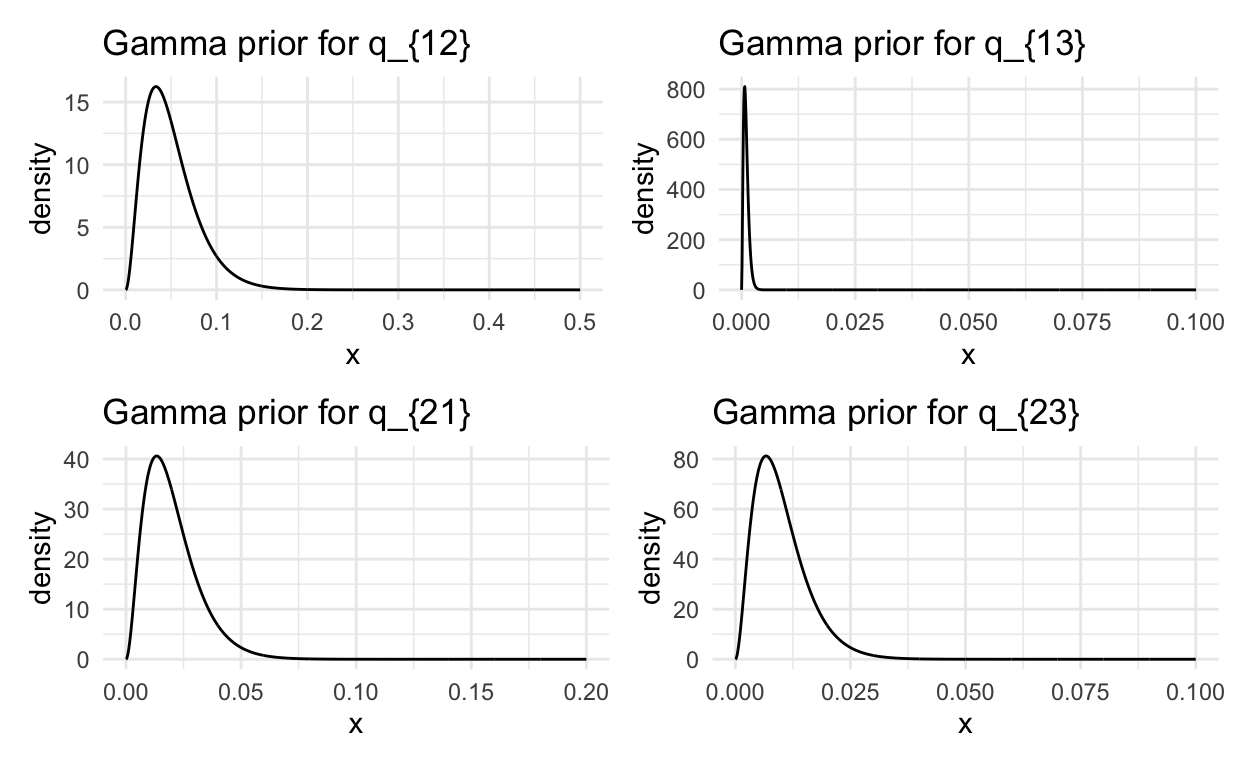 Gamma prior for q_{12}
density
15
10
5
0
0.0 0.1 0.2 0.3 0.4 0.5
x
Gamma prior for q_{13}
density
800
600
400
200
0
0.000 0.025 0.050 0.075 0.100
x
Gamma prior for q_{21}
density
40
30
20
10
0
0.00 0.05 0.10 0.15 0.20
x
Gamma prior for q_{23}
density
80
60
40
20
0
0.000 0.025 0.050 0.075 0.100
x